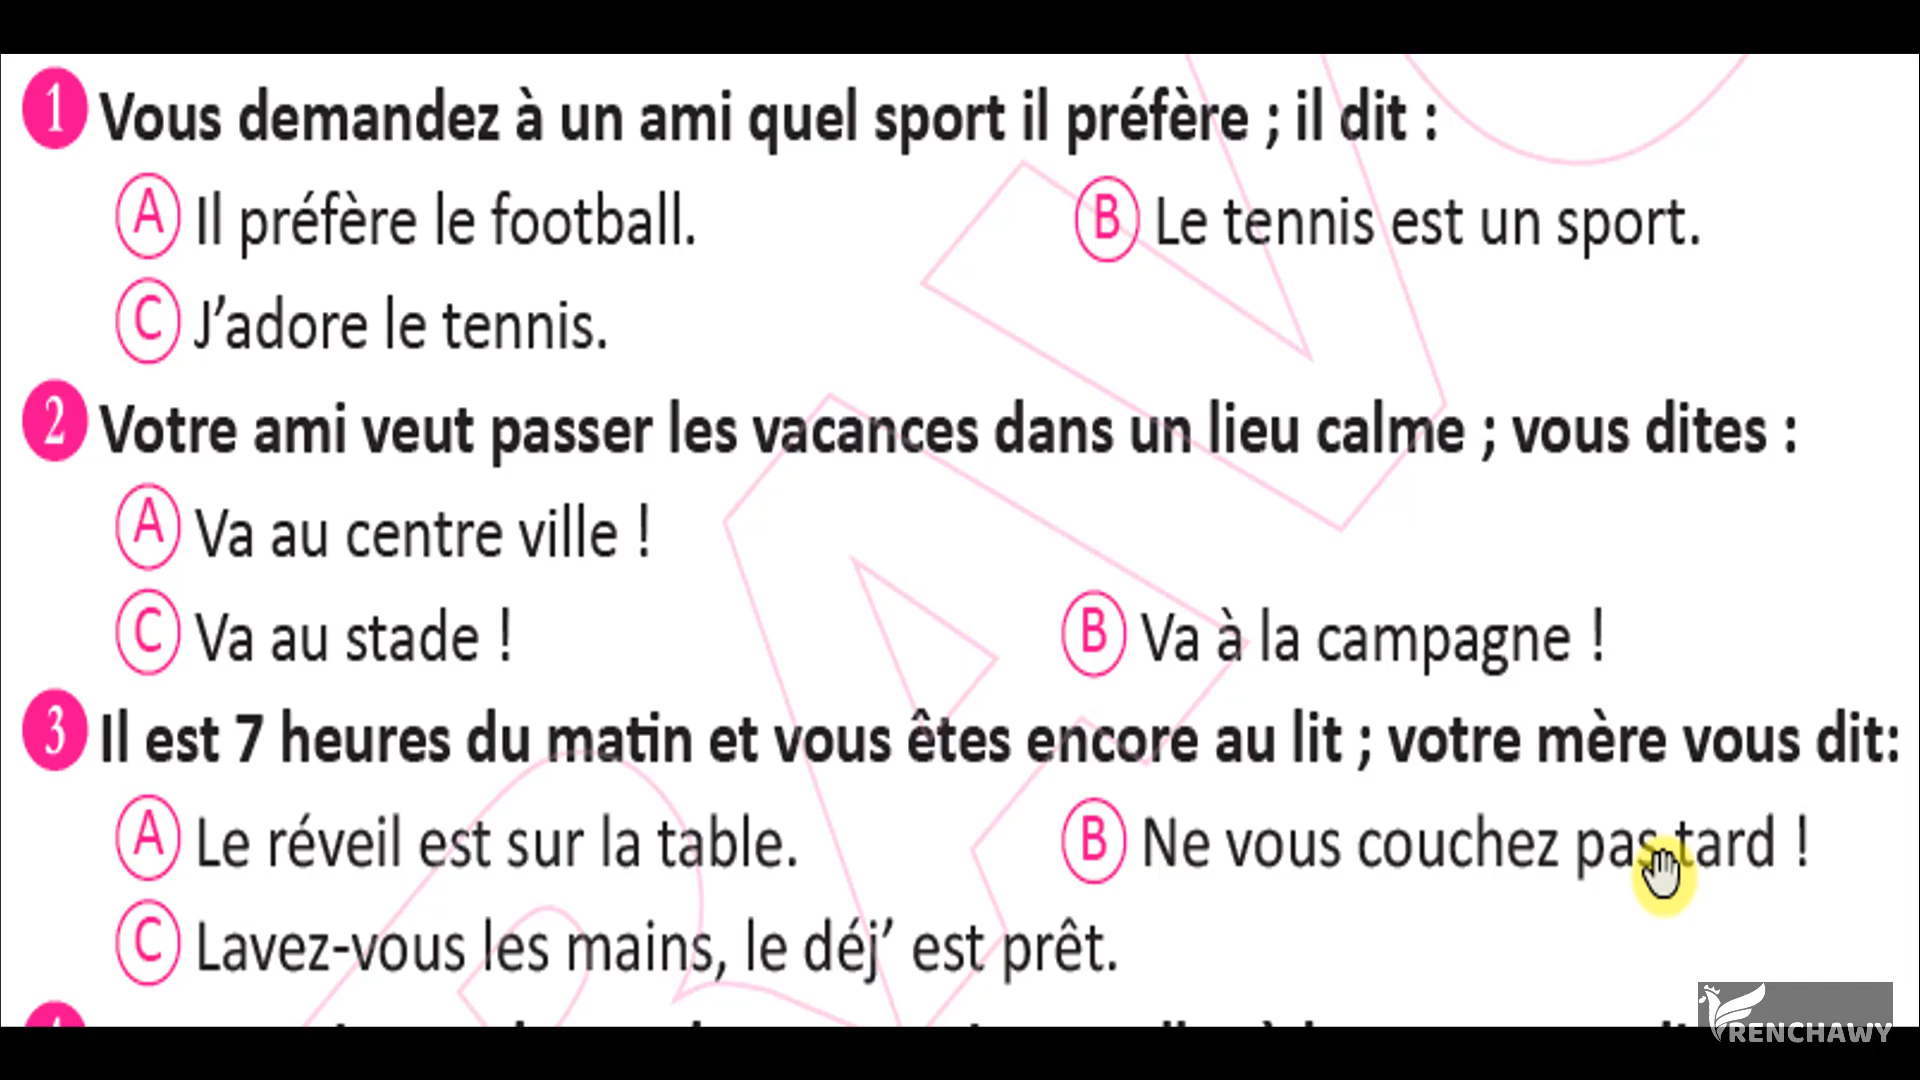 1 Vous demandez à un ami quel sport il préfère ; il dit :
A Il préfère le football. B Le tennis est un sport.
C J'adore le tennis.
2 Votre ami veut passer les vacances dans un lieu calme ; vous dites :
A Va au centre ville !
C Va au stade ! B Va à la campagne !
3 Il est 7 heures du matin et vous êtes encore au lit ; votre mère vous dit:
A Le réveil est sur la table. B Ne vous couchez pas tard !
C Lavez-vous les mains, le déj' est prêt.
RENCHAWY